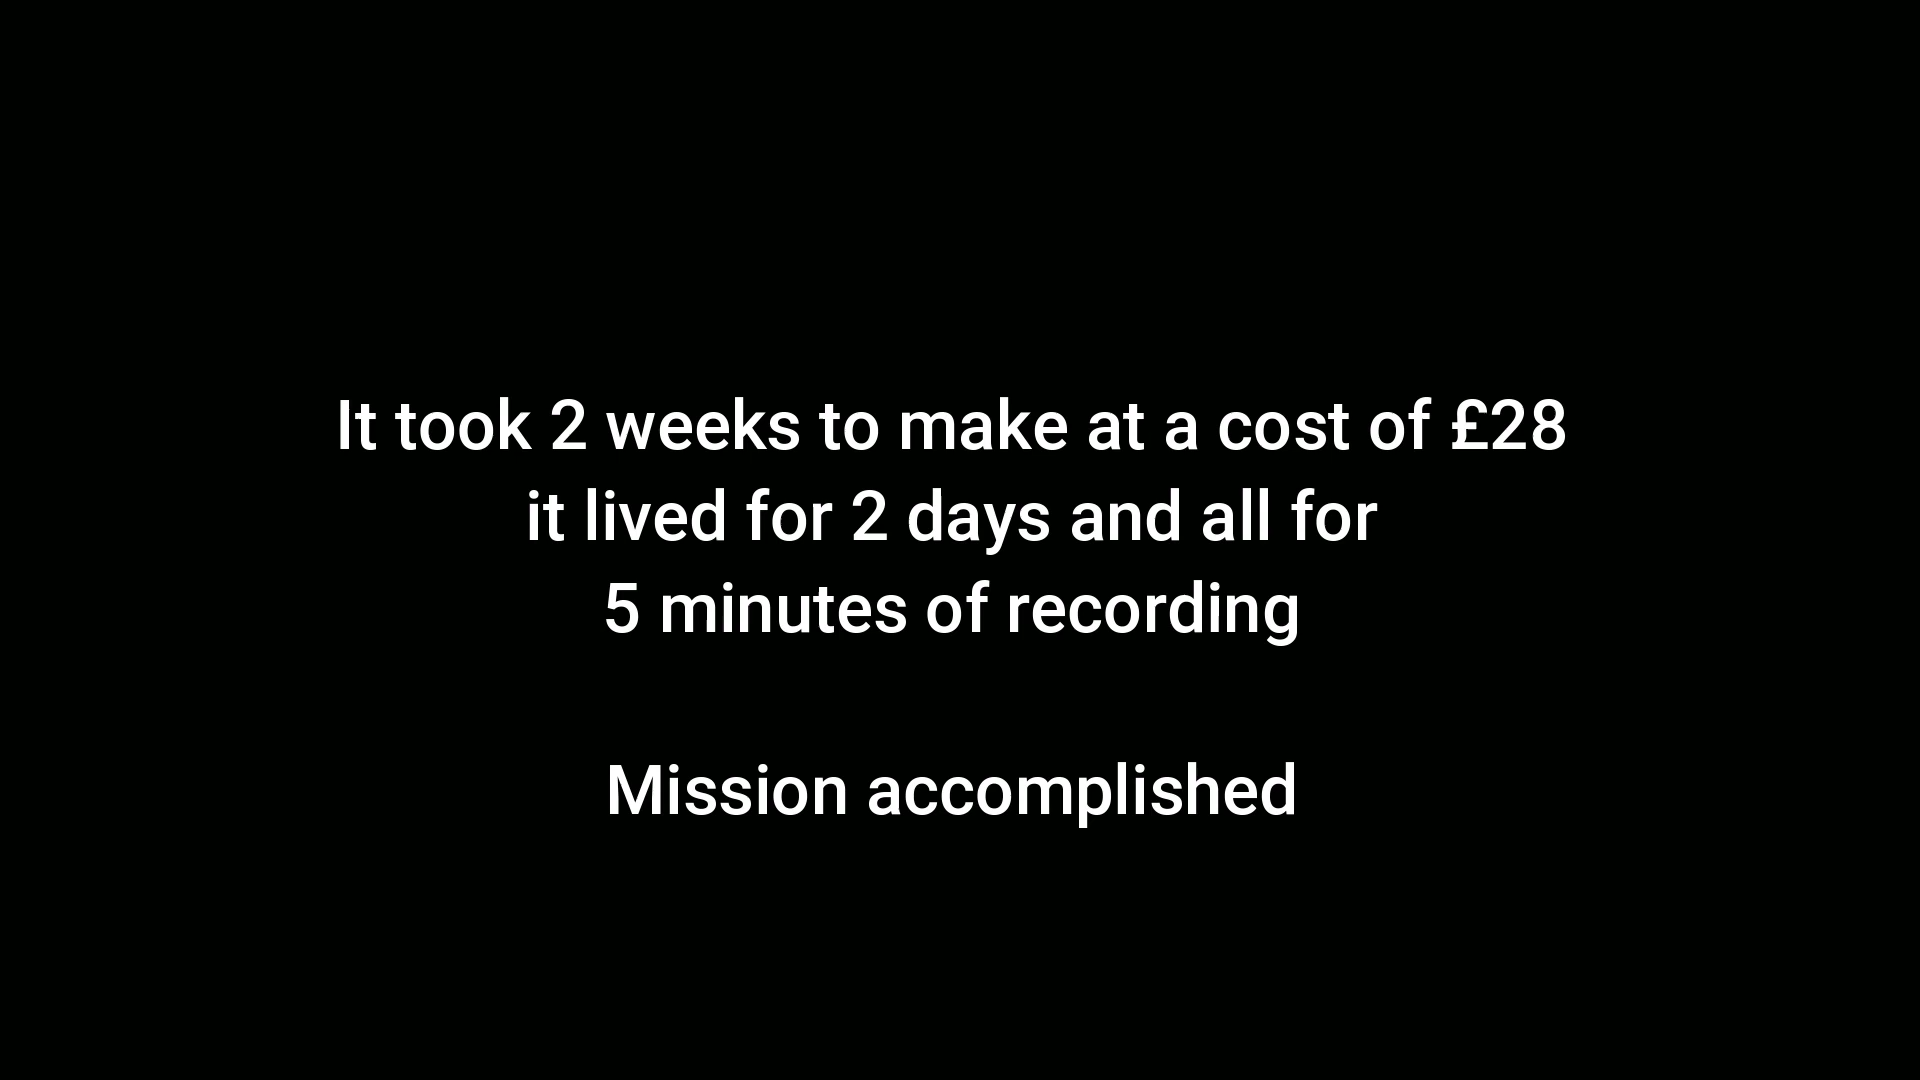 It took 2 weeks to make at a cost of £28
it lived for 2 days and all for
5 minutes of recording
Mission accomplished